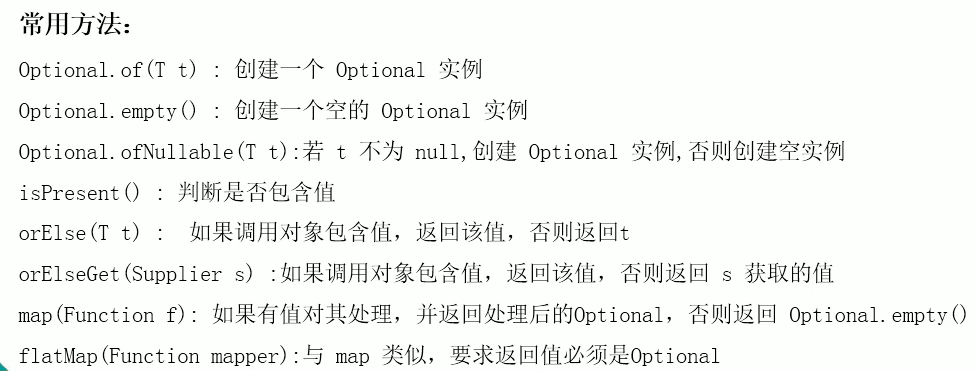 常用方法：
Optional.of(T t) : 创建一个 Optional 实例
Optional.empty() : 创建一个空的 Optional 实例
Optional.ofNullable(T t):若 t 不为 null,创建 Optional 实例,否则创建空实例
isPresent() : 判断是否包含值
orElse(T t) :  如果调用对象包含值，返回该值，否则返回t
orElseGet(Supplier s) :如果调用对象包含值，返回该值，否则返回 s 获取的值
map(Function f): 如果有值对其处理，并返回处理后的Optional，否则返回 Optional.empty()
flatMap(Function mapper):与 map 类似，要求返回值必须是Optional